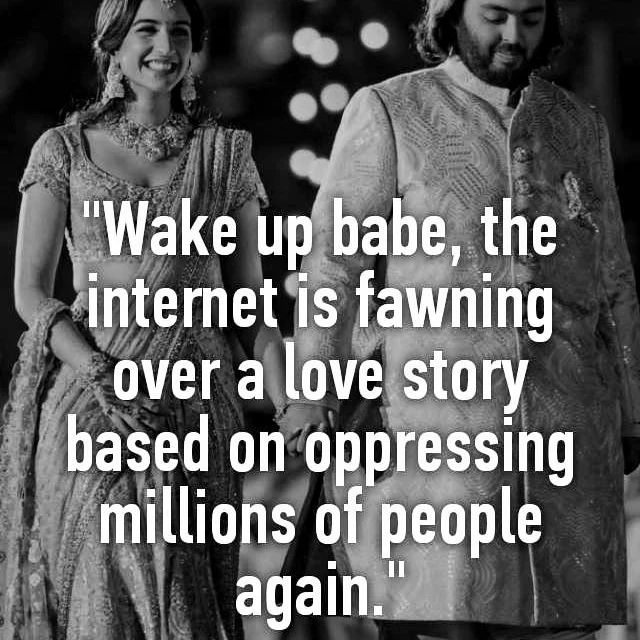 "Wake up babe, the
internet is fawning
over a love story
based on oppressing
millions of people
again."